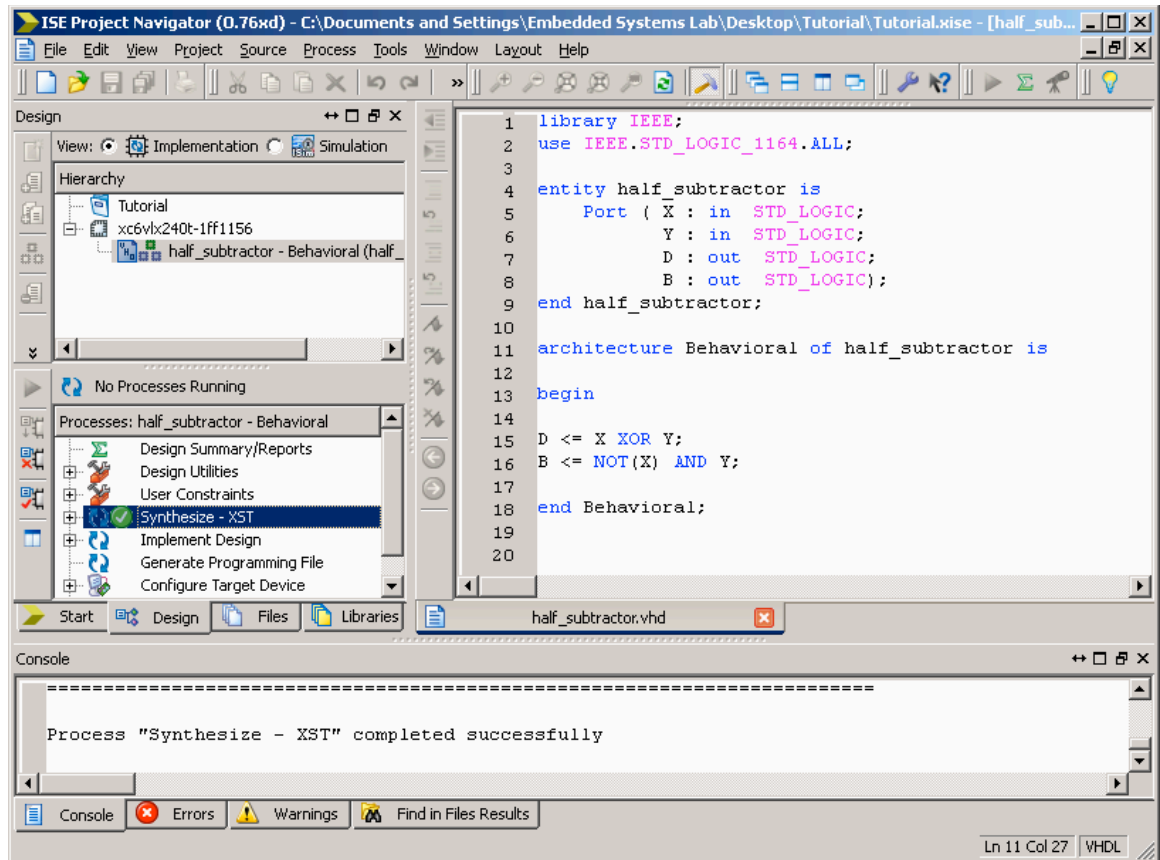 ISE Project Navigator (0.76xd) - C:\Documents and Settings\Embedded Systems Lab\Desktop\Tutorial\Tutorial.xise - [half_sub...
File Edit View Project Source Process Tools Window Layout Help
Design
View: Implementation Simulation
Hierarchy
Tutorial
xc6vlx240t-1ff1156
half_subtractor - Behavioral (half_
No Processes Running
Processes: half_subtractor - Behavioral
Design Summary/Reports
Design Utilities
User Constraints
Synthesize - XST
Implement Design
Generate Programming File
Configure Target Device
Start Design Files Libraries
1 library IEEE;
2 use IEEE.STD_LOGIC_1164.ALL;
3
4 entity half_subtractor is
5 Port ( X : in STD_LOGIC;
6 Y : in STD_LOGIC;
7 D : out STD_LOGIC;
8 B : out STD_LOGIC);
9 end half_subtractor;
10
11 architecture Behavioral of half_subtractor is
12
13 begin
14
15 D <= X XOR Y;
16 B <= NOT(X) AND Y;
17
18 end Behavioral;
19
20
half_subtractor.vhd
Console
=========================================================================
Process "Synthesize - XST" completed successfully
Console Errors Warnings Find in Files Results
Ln 11 Col 27 VHDL